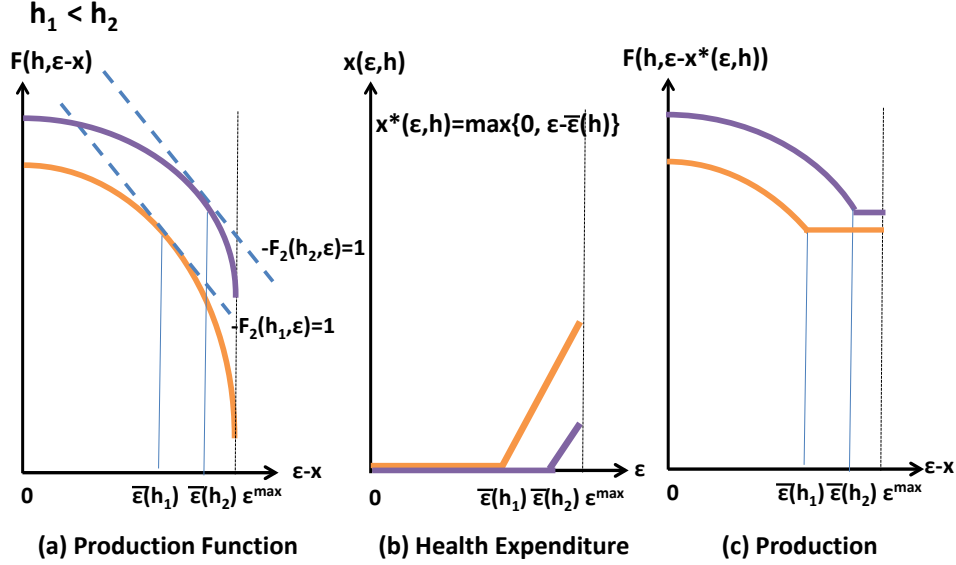 h₁ < h₂
F(h,ε-x)
-F₂(h₂,ε)=1
-F₂(h₁,ε)=1
ε-x
0
ε̅(h₁) ε̅(h₂) εᵐᵃˣ
(a) Production Function
x(ε,h)
x*(ε,h)=max{0, ε-ε̅(h)}
ε
0
ε̅(h₁) ε̅(h₂) εᵐᵃˣ
(b) Health Expenditure
F(h,ε-x*(ε,h))
ε-x
0
ε̅(h₁) ε̅(h₂) εᵐᵃˣ
(c) Production